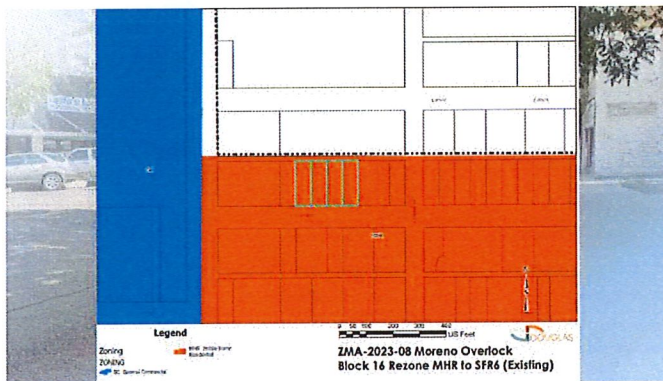 N
Legend
0 50 100 200 300 400
US Feet
Zoning
ZONING
GC General Commercial
DOUGLAS
ZMA-2023-08 Moreno Overlock
Block 16 Rezone MHR to SFR6 (Existing)